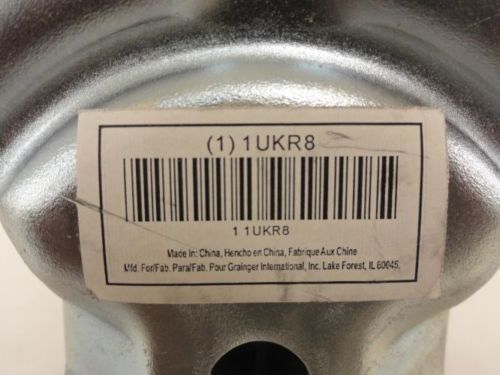 (1) 1UKR8
1 1UKR8
Made In: China, Hencho en China, Fabrique Aux Chine
Mfd. For/Fab. Para/Fab. Pour Grainger International, Inc. Lake Forest, IL 60045.